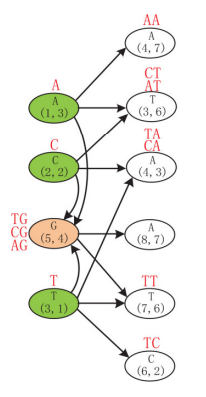 AA
A
(4, 7)
A
A
(1, 3)
CT
AT
T
(3, 6)
C
C
(2, 2)
TA
CA
A
(4, 3)
TG
CG
AG
G
(5, 4)
A
(8, 7)
T
T
(3, 1)
TT
T
(7, 6)
TC
C
(6, 2)